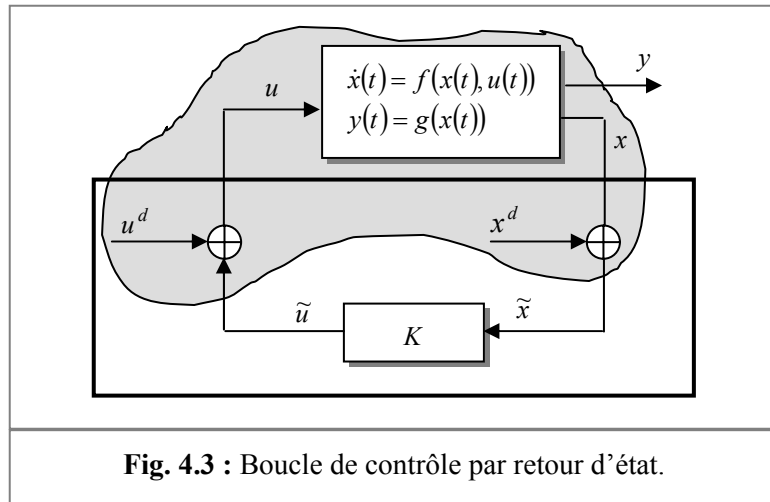 y
ẋ(t) = f(x(t), u(t))
u
y(t) = g(x(t))
x
u^d
x^d
ũ
x̃
K
Fig. 4.3 : Boucle de contrôle par retour d’état.